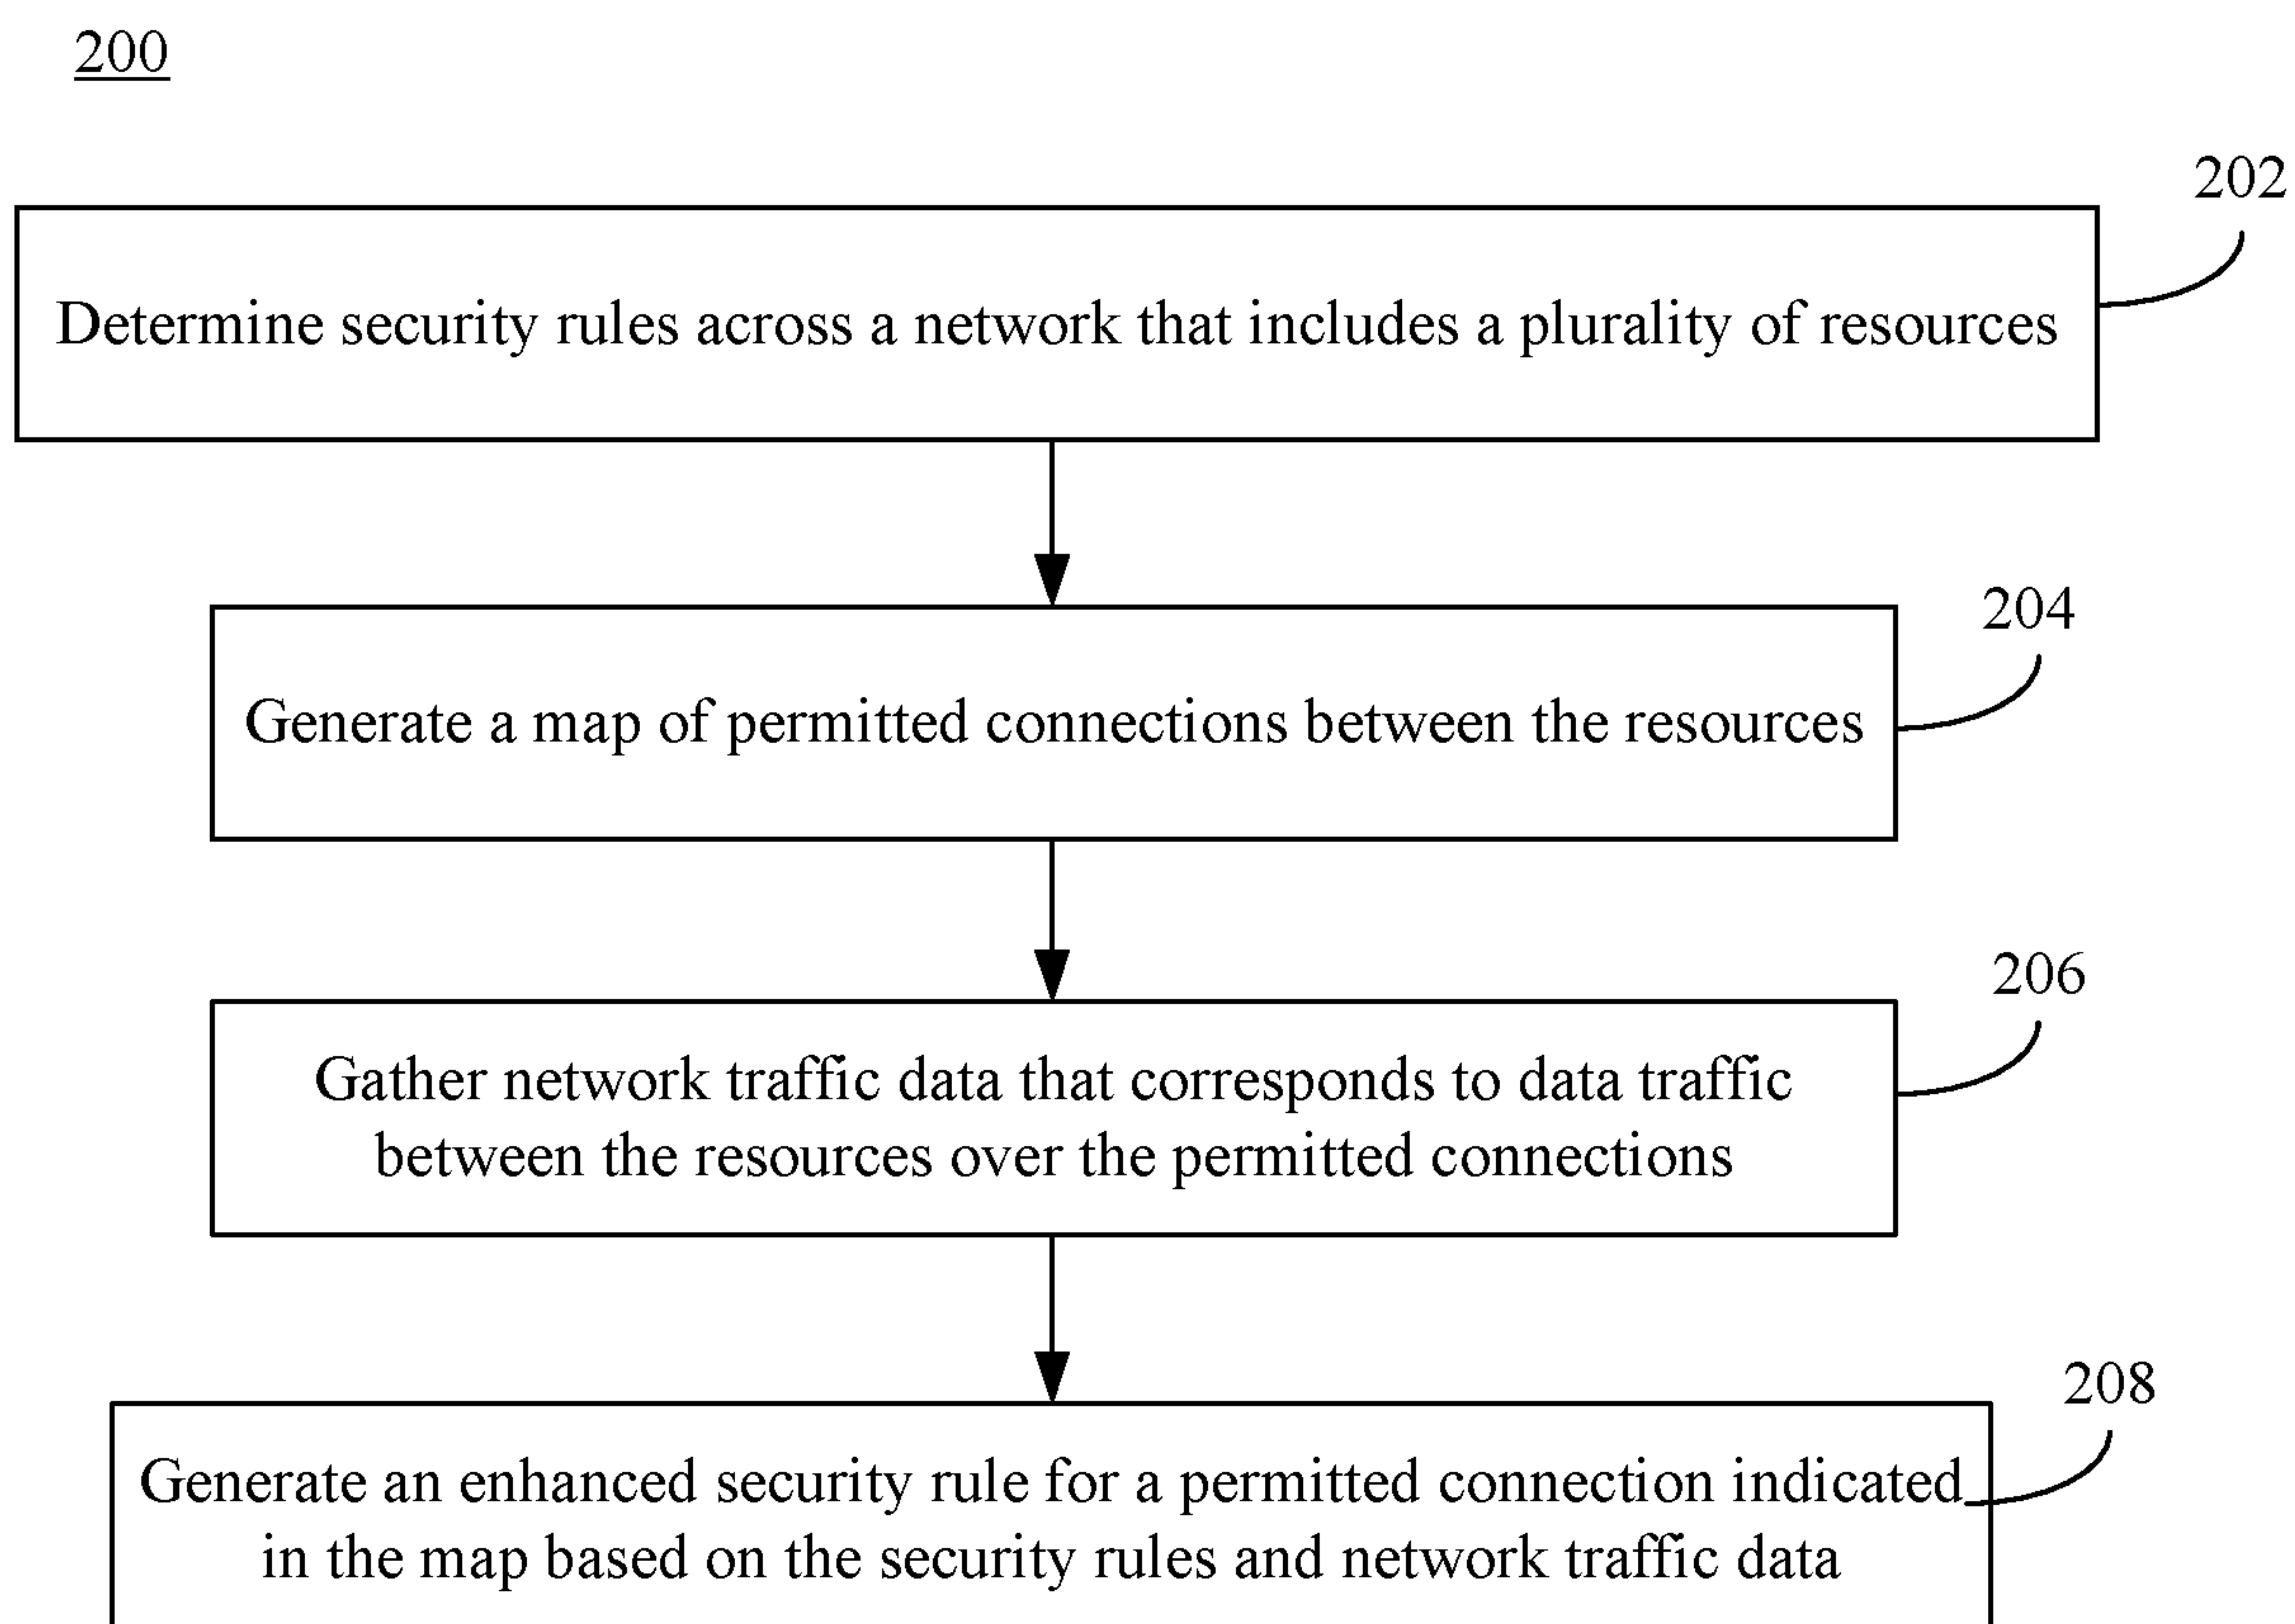 200
202
Determine security rules across a network that includes a plurality of resources
204
Generate a map of permitted connections between the resources
206
Gather network traffic data that corresponds to data traffic
between the resources over the permitted connections
208
Generate an enhanced security rule for a permitted connection indicated
in the map based on the security rules and network traffic data